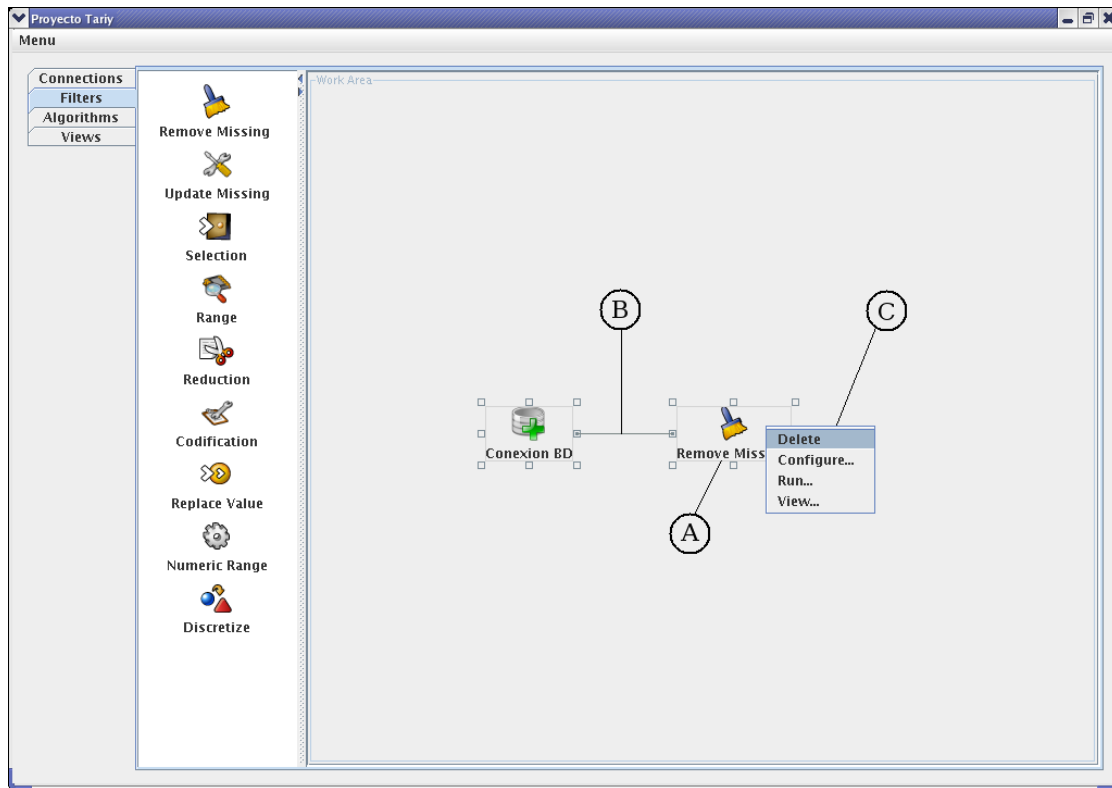 Proyecto Tariy
Menu
Connections
Filters
Algorithms
Views
Remove Missing
Update Missing
Selection
Range
Reduction
Codification
Replace Value
Numeric Range
Discretize
Work Area
B
C
Conexion BD
Remove Miss
Delete
Configure...
Run...
View...
A